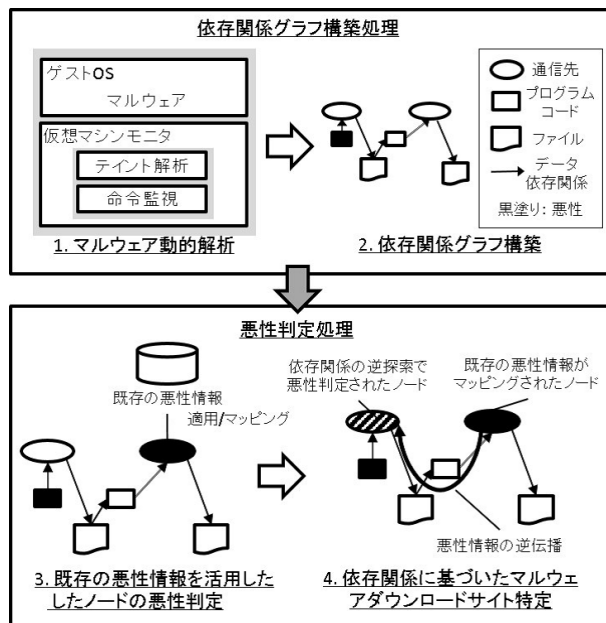 依存関係グラフ構築処理
ゲストOS
マルウェア
仮想マシンモニタ
テイント解析
命令監視
1. マルウェア動的解析
2. 依存関係グラフ構築
通信先
プログラム
コード
ファイル
データ
依存関係
黒塗り: 悪性
悪性判定処理
既存の悪性情報
適用/マッピング
3. 既存の悪性情報を活用した
したノードの悪性判定
依存関係の逆探索で
悪性判定されたノード
既存の悪性情報が
マッピングされたノード
悪性情報の逆伝播
4. 依存関係に基づいたマルウェ
アダウンロードサイト特定